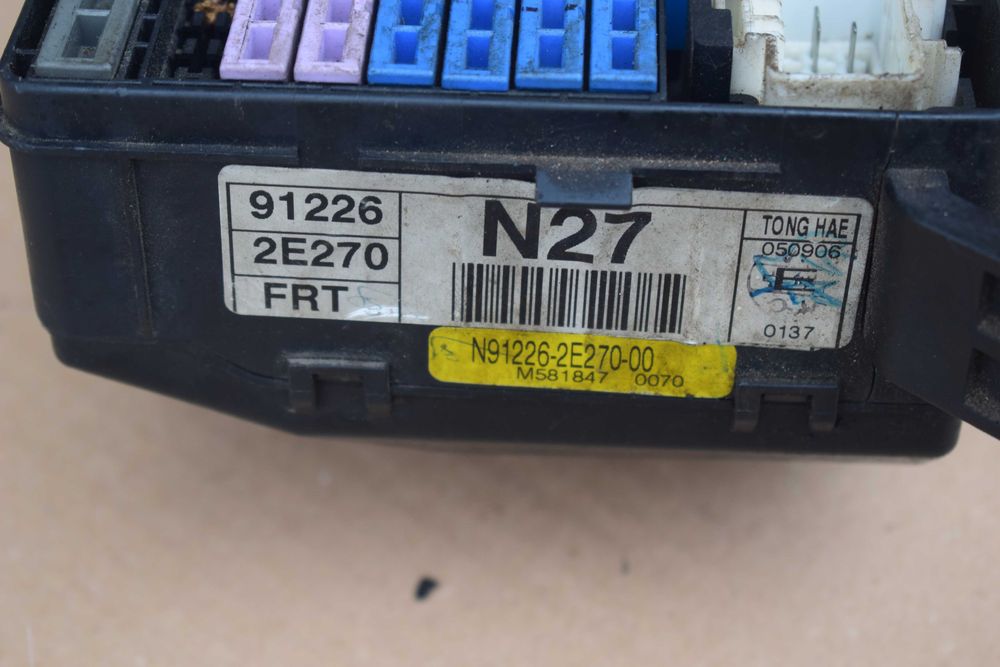 91226
2E270
FRT
N27
TONG HAE
050906
E
0137
N91226-2E270-00
M581847 0070